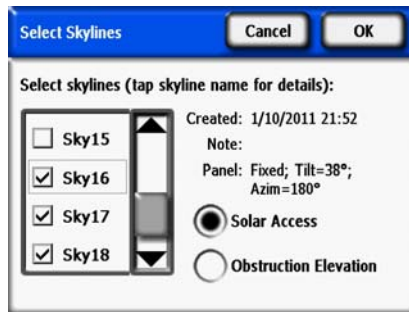 Select Skylines
Cancel
OK
Select skylines (tap skyline name for details):
Sky15
Sky16
Sky17
Sky18
Created: 1/10/2011 21:52
Note:
Panel: Fixed; Tilt=38°;
Azim=180°
Solar Access
Obstruction Elevation